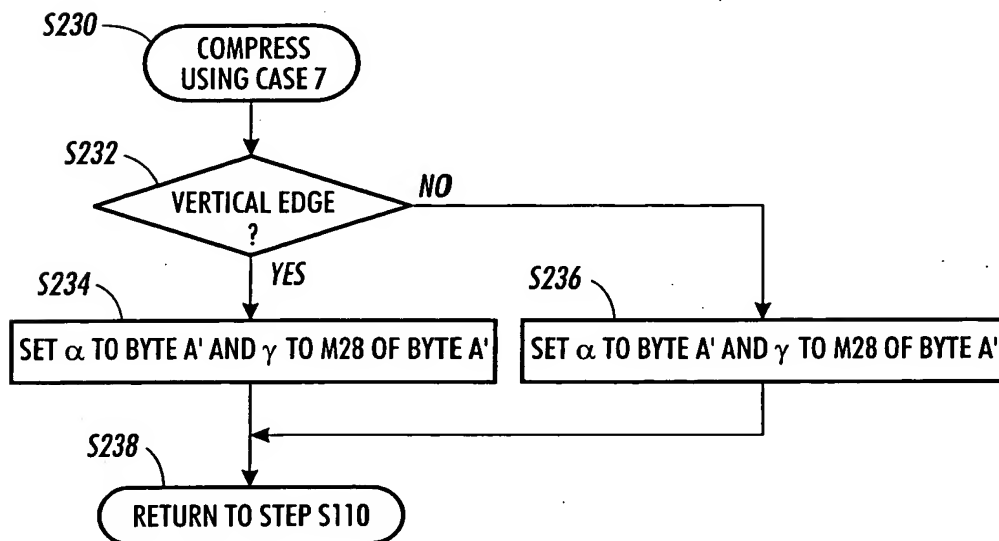 S230
COMPRESS
USING CASE 7
S232
VERTICAL EDGE
?
NO
YES
S234
SET α TO BYTE A' AND γ TO M28 OF BYTE A'
S236
SET α TO BYTE A' AND γ TO M28 OF BYTE A'
S238
RETURN TO STEP S110